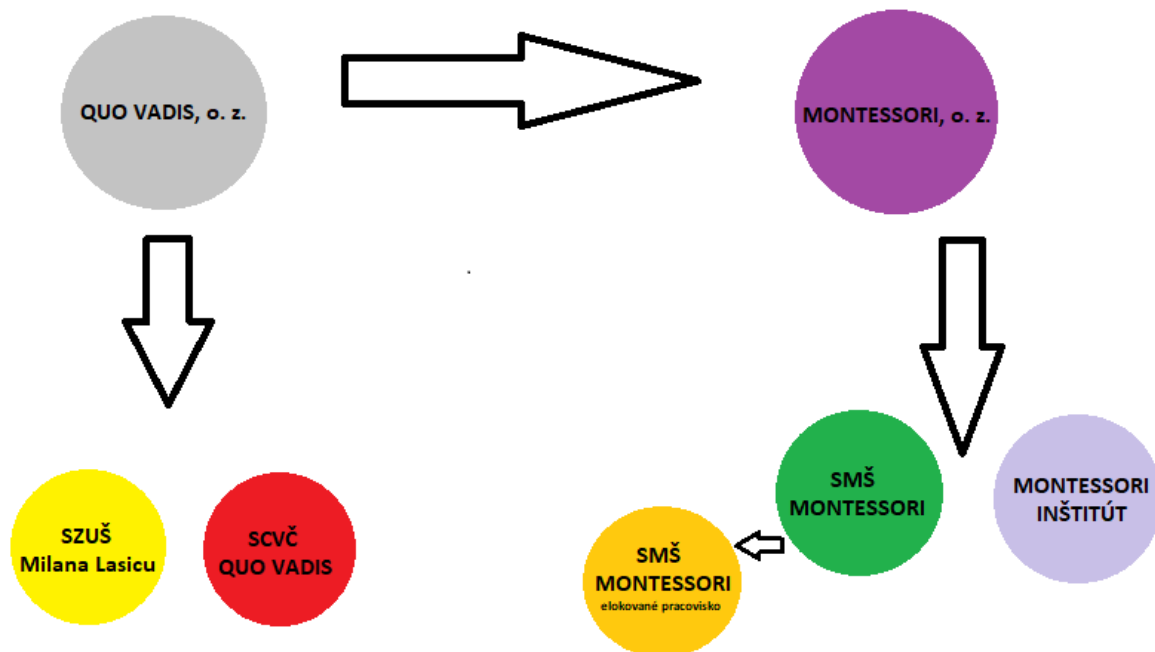 QUO VADIS, o. z.
MONTESSORI, o. z.
SZUŠ
Milana Lasicu
SCVČ
QUO VADIS
SMŠ
MONTESSORI
elokované pracovisko
SMŠ
MONTESSORI
MONTESSORI
INŠTITÚT